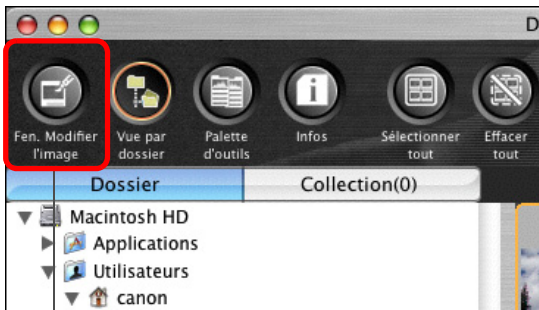 D
Fen. Modifier
l'image
Vue par
dossier
Palette
d'outils
Infos
Sélectionner
tout
Effacer
tout
Dossier
Collection(0)
Macintosh HD
Applications
Utilisateurs
canon